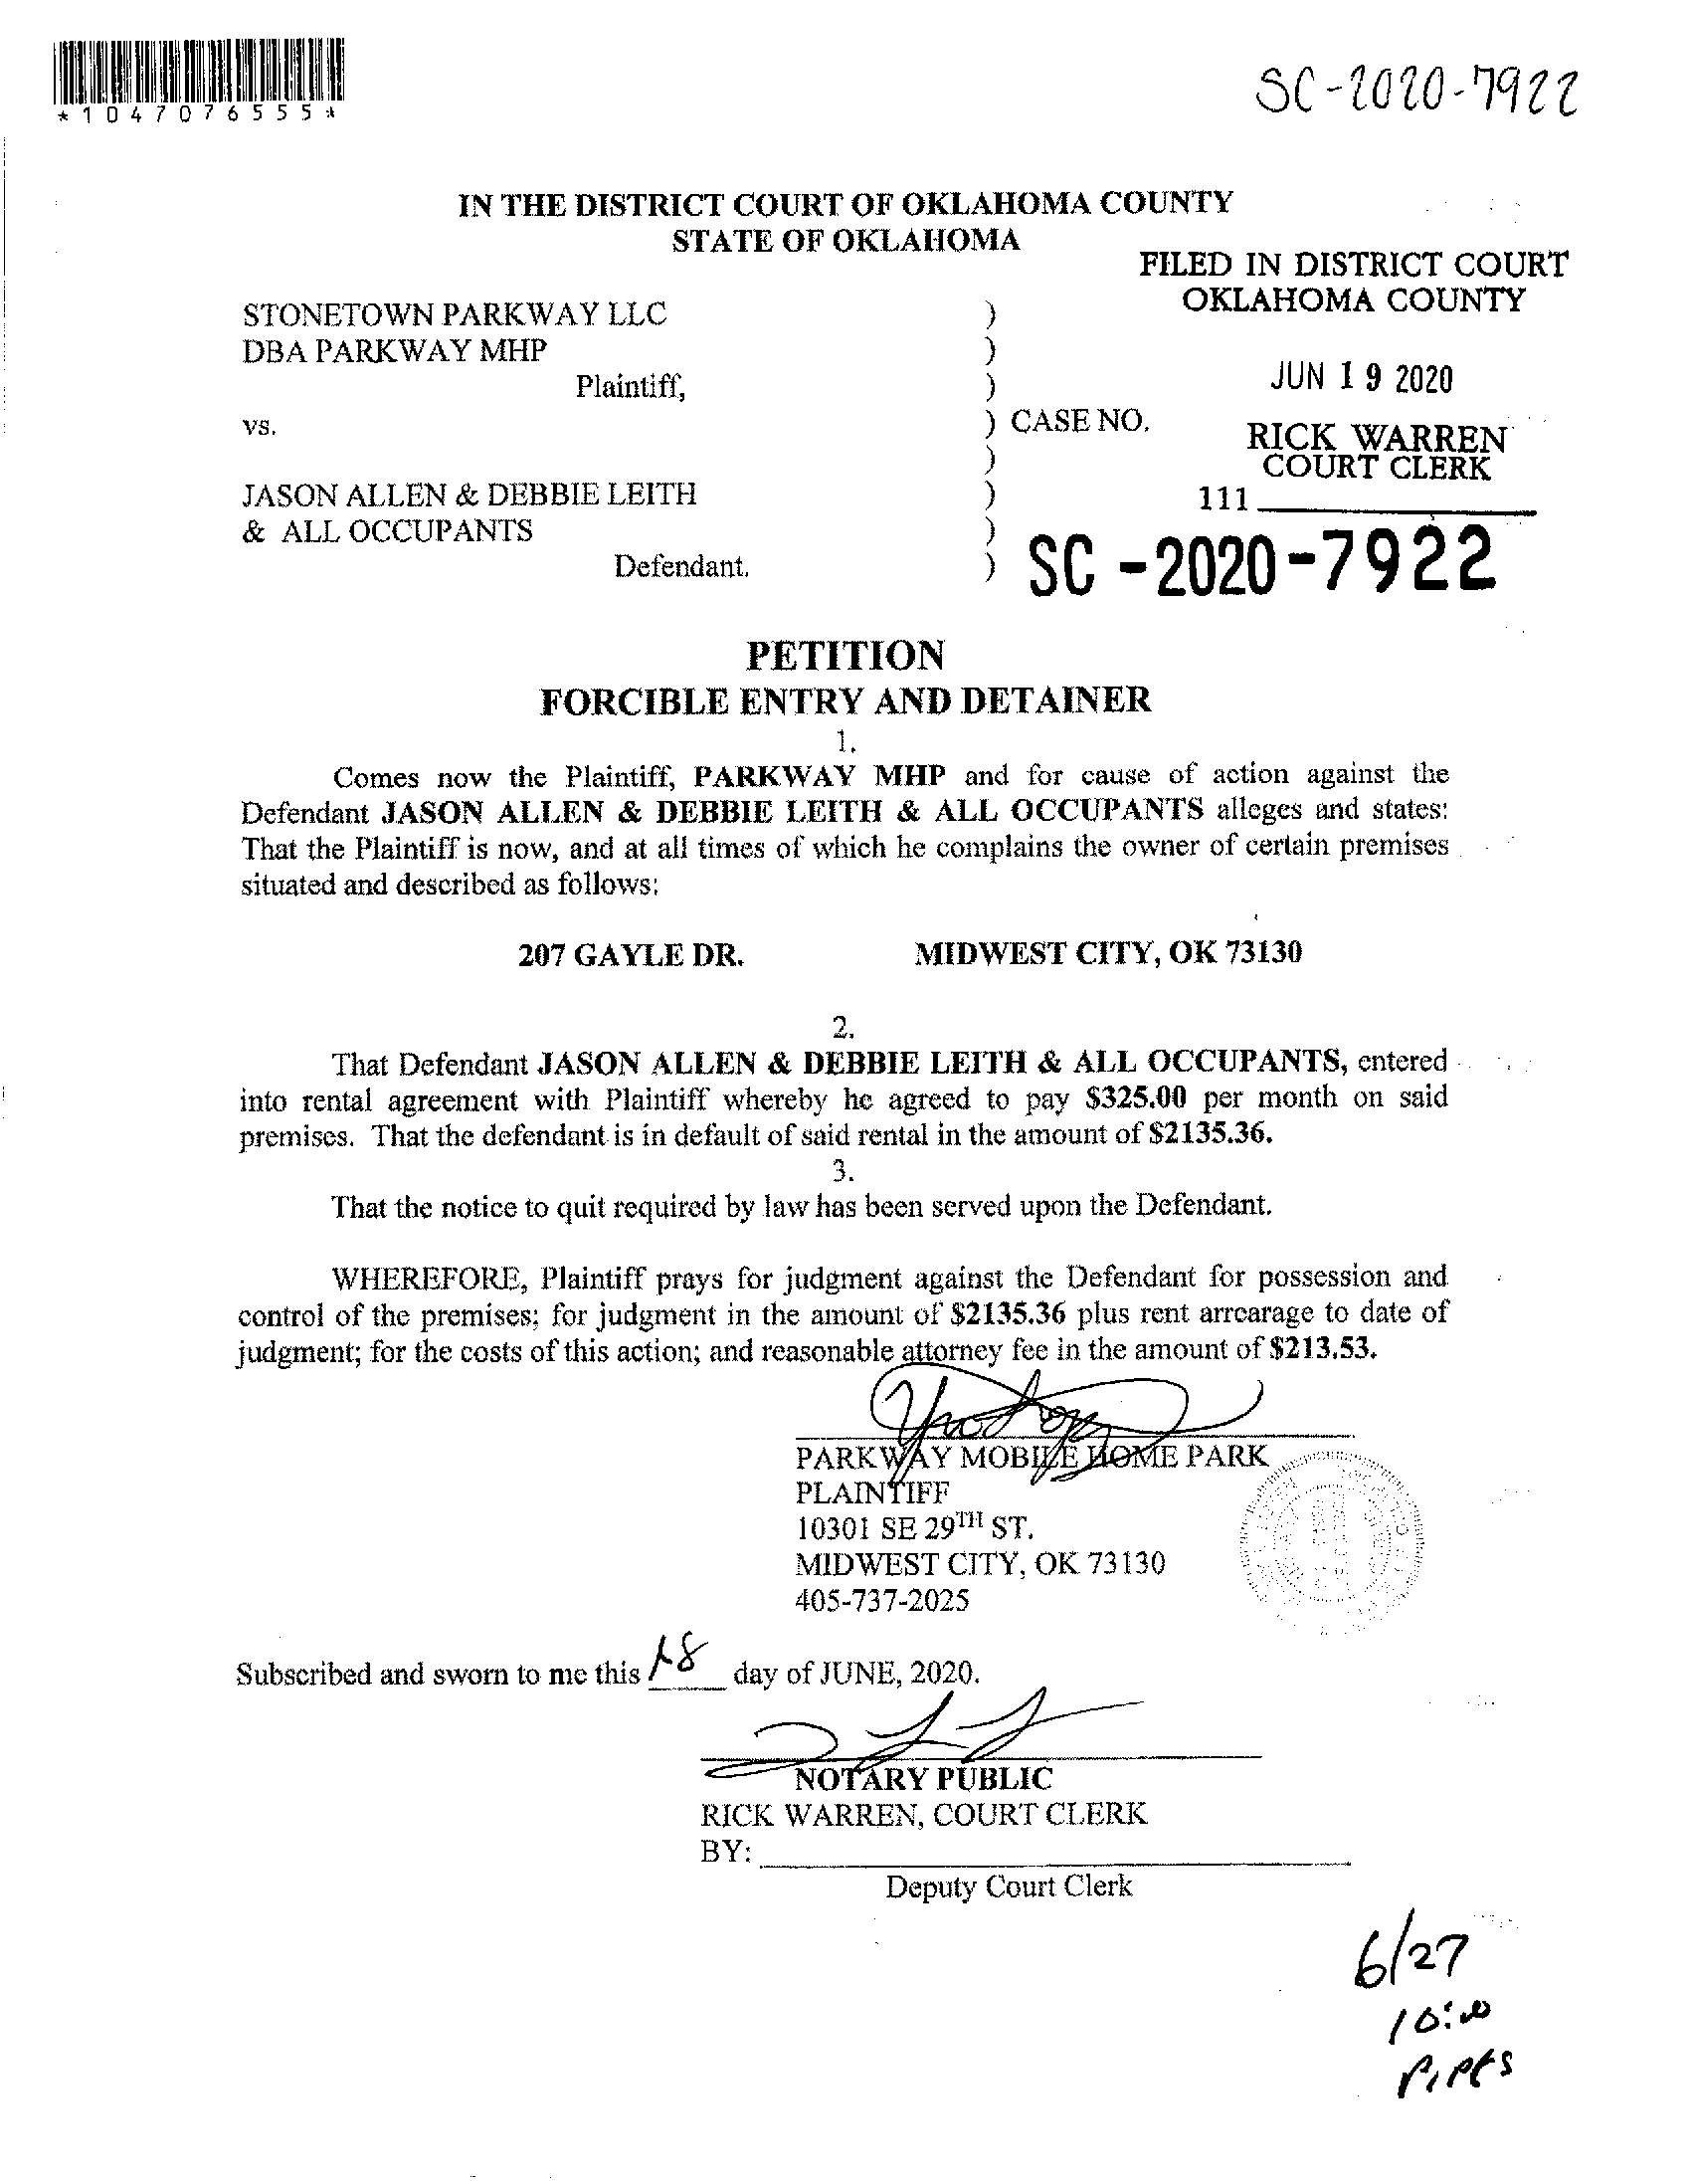 *1047076555*
SC-2020-7922
IN THE DISTRICT COURT OF OKLAHOMA COUNTY
STATE OF OKLAHOMA
FILED IN DISTRICT COURT
OKLAHOMA COUNTY
JUN 19 2020
RICK WARREN
COURT CLERK
111
STONETOWN PARKWAY LLC )
DBA PARKWAY MHP )
Plaintiff, )
vs. ) CASE NO.
)
JASON ALLEN & DEBBIE LEITH )
& ALL OCCUPANTS )
Defendant. )
SC-2020-7922
PETITION
FORCIBLE ENTRY AND DETAINER
1.
Comes now the Plaintiff, PARKWAY MHP and for cause of action against the
Defendant JASON ALLEN & DEBBIE LEITH & ALL OCCUPANTS alleges and states:
That the Plaintiff is now, and at all times of which he complains the owner of certain premises
situated and described as follows:
207 GAYLE DR. MIDWEST CITY, OK 73130
2.
That Defendant JASON ALLEN & DEBBIE LEITH & ALL OCCUPANTS, entered
into rental agreement with Plaintiff whereby he agreed to pay $325.00 per month on said
premises. That the defendant is in default of said rental in the amount of $2135.36.
3.
That the notice to quit required by law has been served upon the Defendant.
WHEREFORE, Plaintiff prays for judgment against the Defendant for possession and
control of the premises; for judgment in the amount of $2135.36 plus rent arrearage to date of
judgment; for the costs of this action; and reasonable attorney fee in the amount of $213.53.
PARKWAY MOBILE HOME PARK
PLAINTIFF
10301 SE 29TH ST.
MIDWEST CITY, OK 73130
405-737-2025
Subscribed and sworn to me this 18 day of JUNE, 2020.
NOTARY PUBLIC
RICK WARREN, COURT CLERK
BY:
Deputy Court Clerk
6/27
10:00